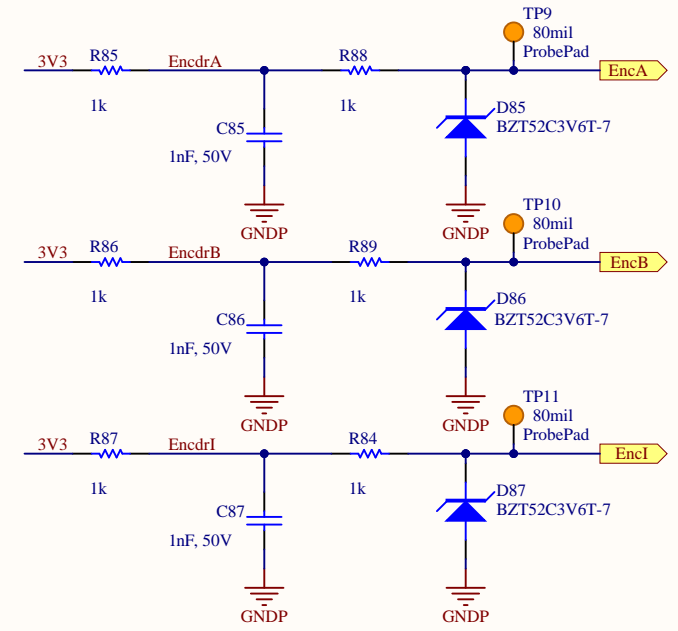 TP9
80mil
ProbePad
3V3 R85 EncdrA R88 EncA
1k 1k
C85
1nF, 50V
D85
BZT52C3V6T-7
GNDP GNDP
TP10
80mil
ProbePad
3V3 R86 EncdrB R89 EncB
1k 1k
C86
1nF, 50V
D86
BZT52C3V6T-7
GNDP GNDP
TP11
80mil
ProbePad
3V3 R87 EncdrI R84 EncI
1k 1k
C87
1nF, 50V
D87
BZT52C3V6T-7
GNDP GNDP